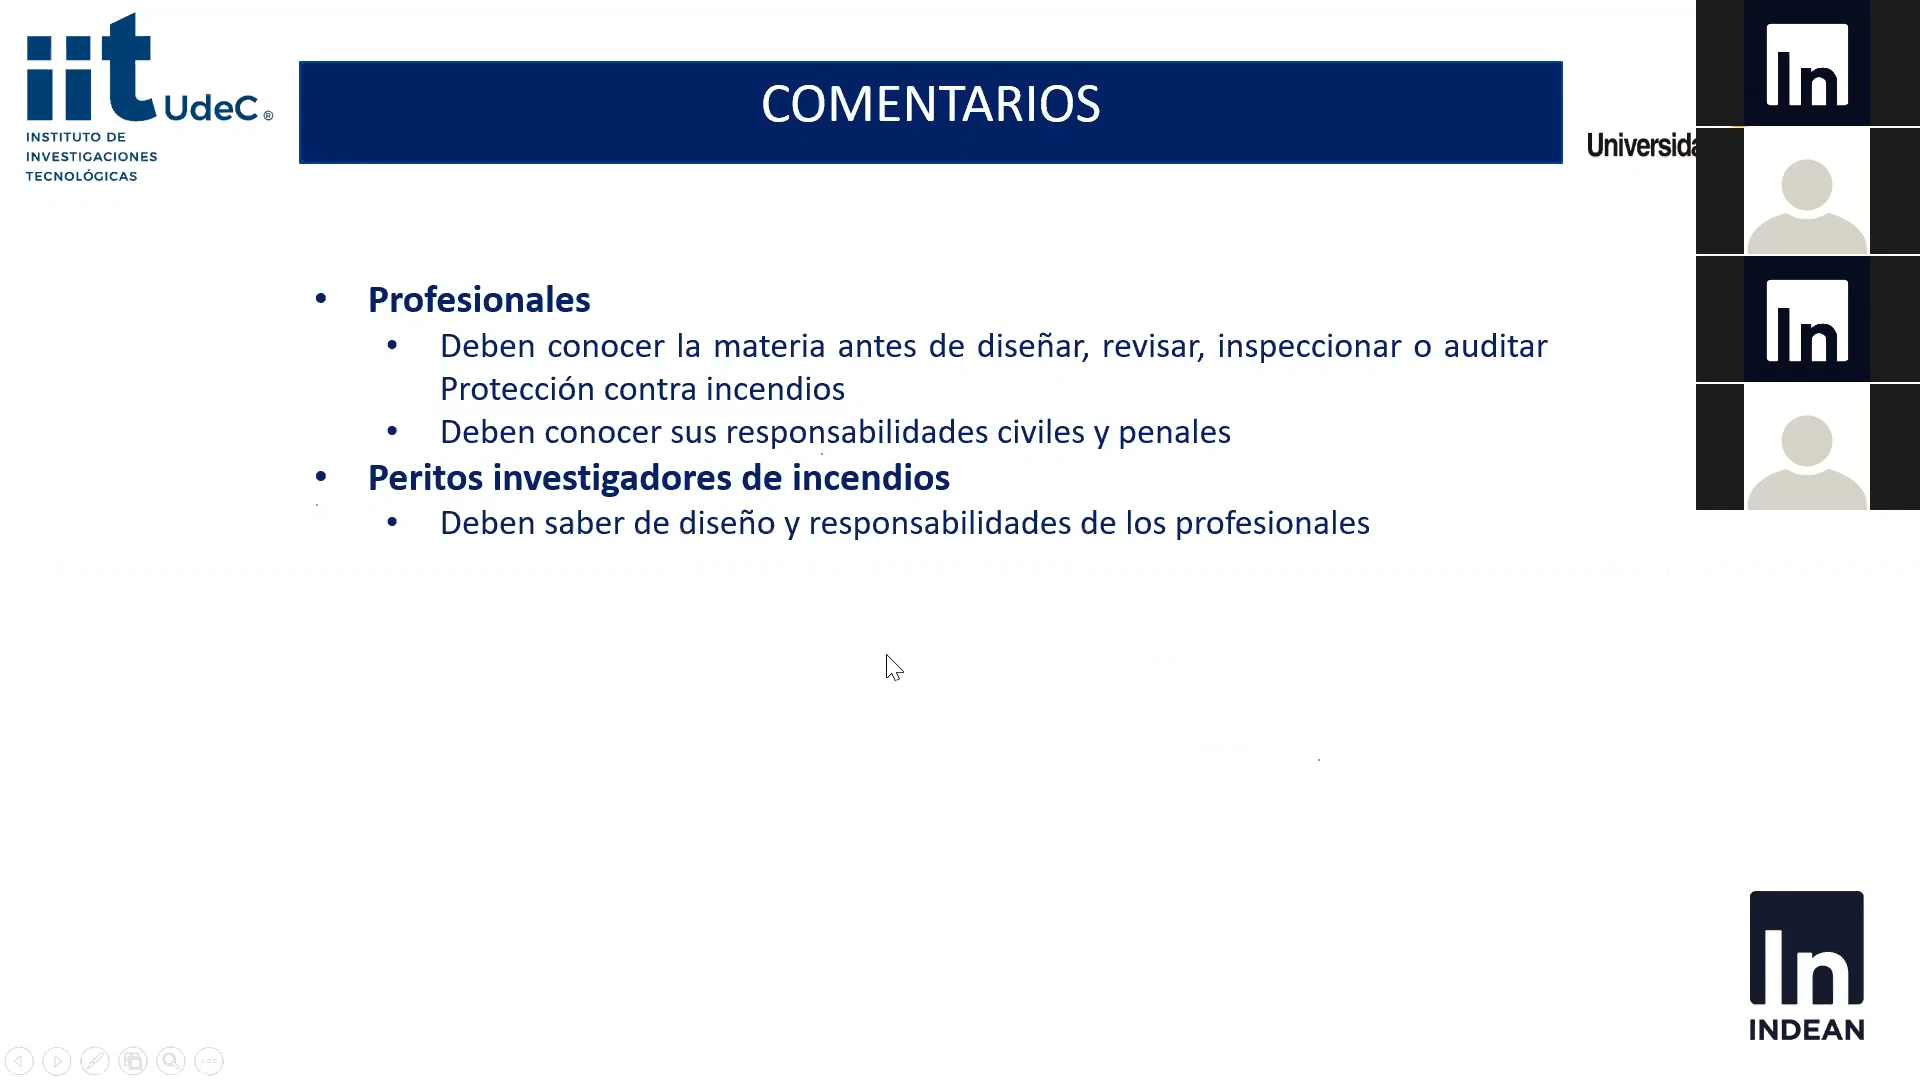 iit UdeC ®
INSTITUTO DE
INVESTIGACIONES
TECNOLÓGICAS
COMENTARIOS
Universida
In
In
• Profesionales
• Deben conocer la materia antes de diseñar, revisar, inspeccionar o auditar
Protección contra incendios
• Deben conocer sus responsabilidades civiles y penales
• Peritos investigadores de incendios
• Deben saber de diseño y responsabilidades de los profesionales
In
INDEAN